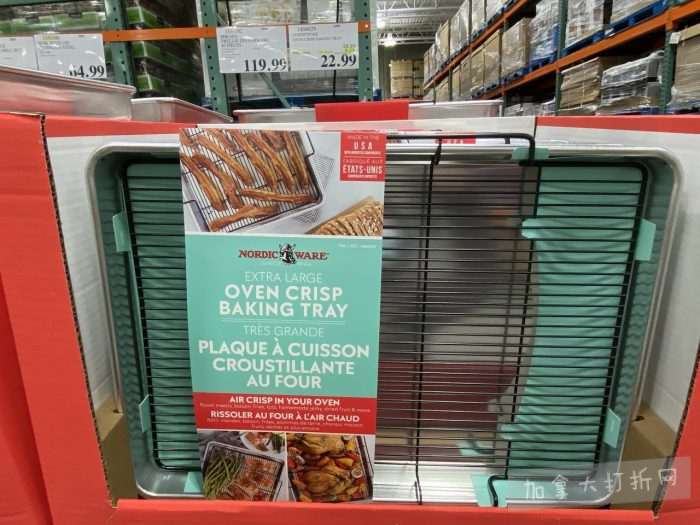 64.99
119.99
22.99
MADE IN THE
USA
FABRIQUÉ AUX
ÉTATS-UNIS
NORDIC WARE
EXTRA LARGE
OVEN CRISP
BAKING TRAY
TRÈS GRANDE
PLAQUE À CUISSON
CROUSTILLANTE
AU FOUR
AIR CRISP IN YOUR OVEN
RISSOLER AU FOUR À L'AIR CHAUD
加拿大打折网